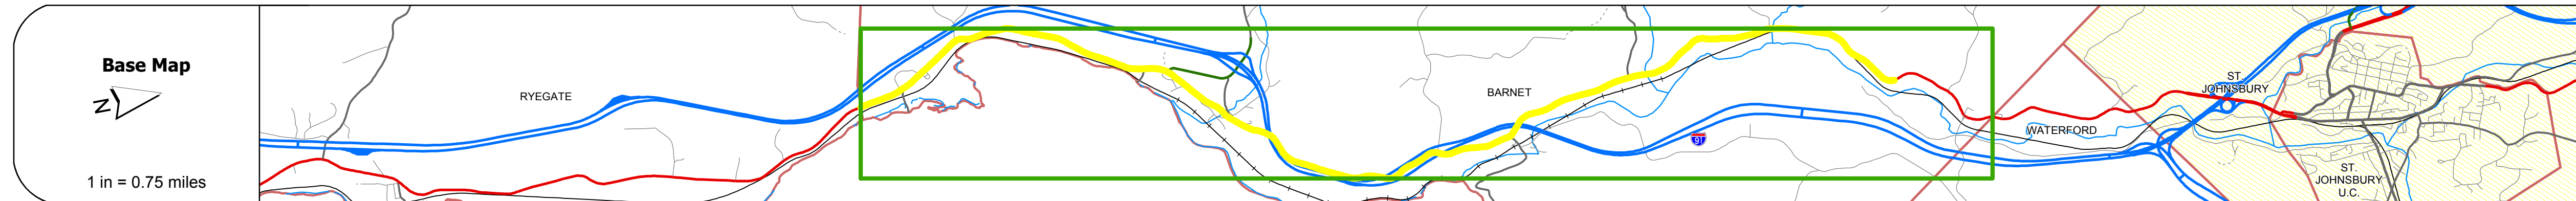 Base Map
N
1 in = 0.75 miles
RYEGATE
BARNET
91
WATERFORD
ST.
JOHNSBURY
ST.
JOHNSBURY
U.C.